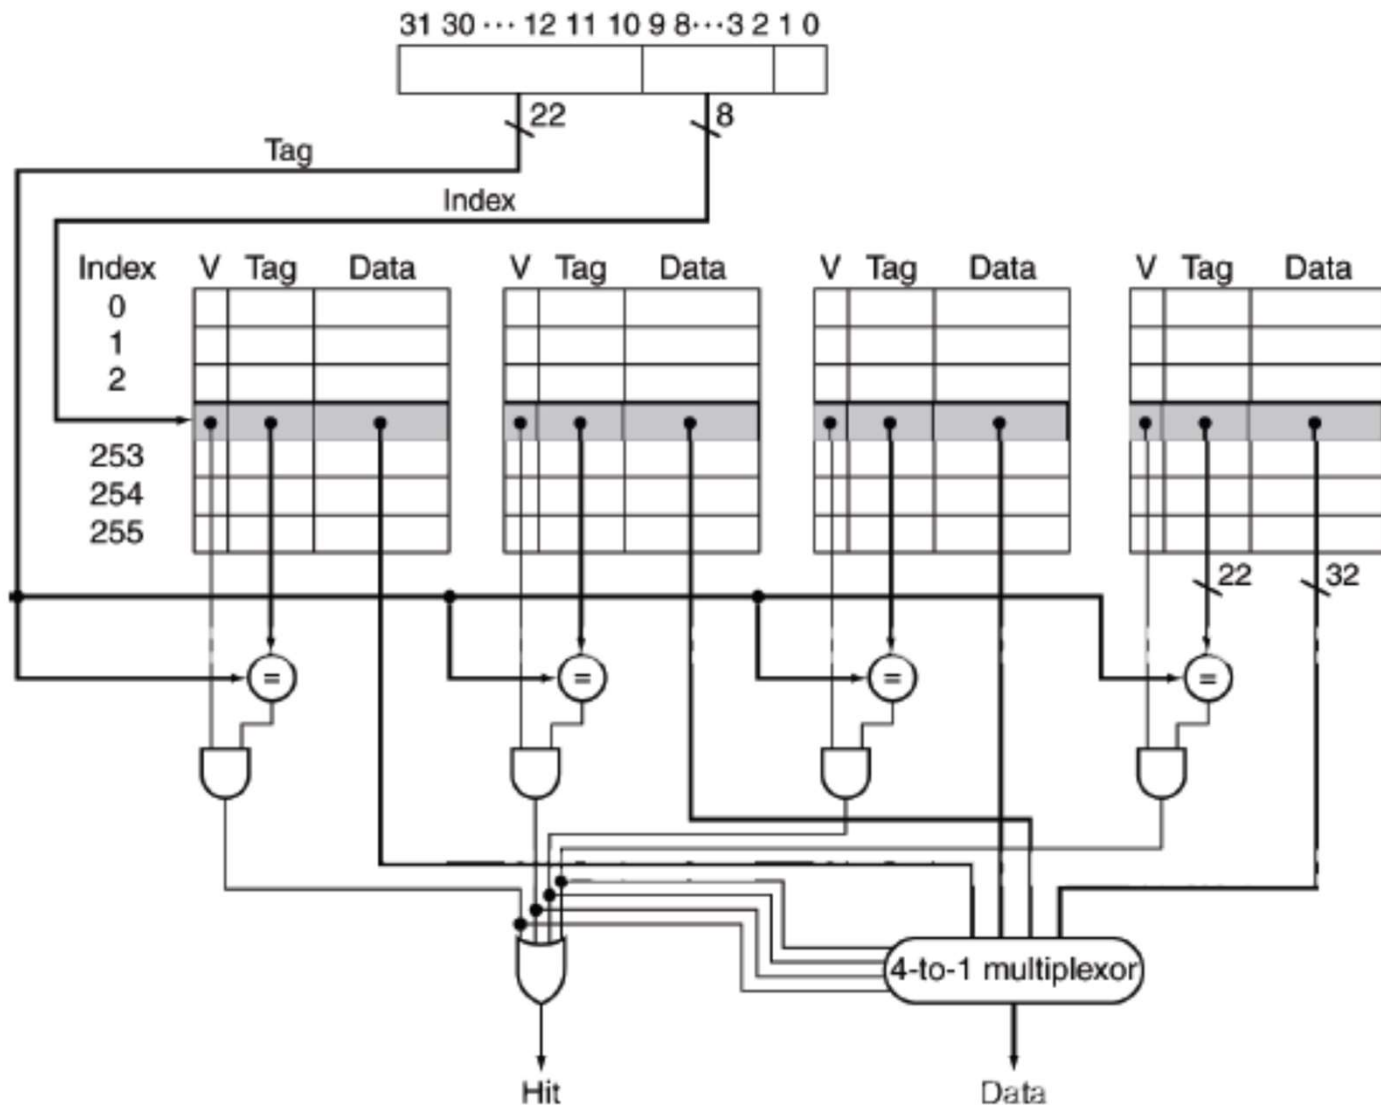 31 30 ··· 12 11 10 9 8···3 2 1 0
22 8
Tag
Index
Index V Tag Data V Tag Data V Tag Data V Tag Data
0
1
2
253
254
255
22 32
= = = =
4-to-1 multiplexor
Hit Data